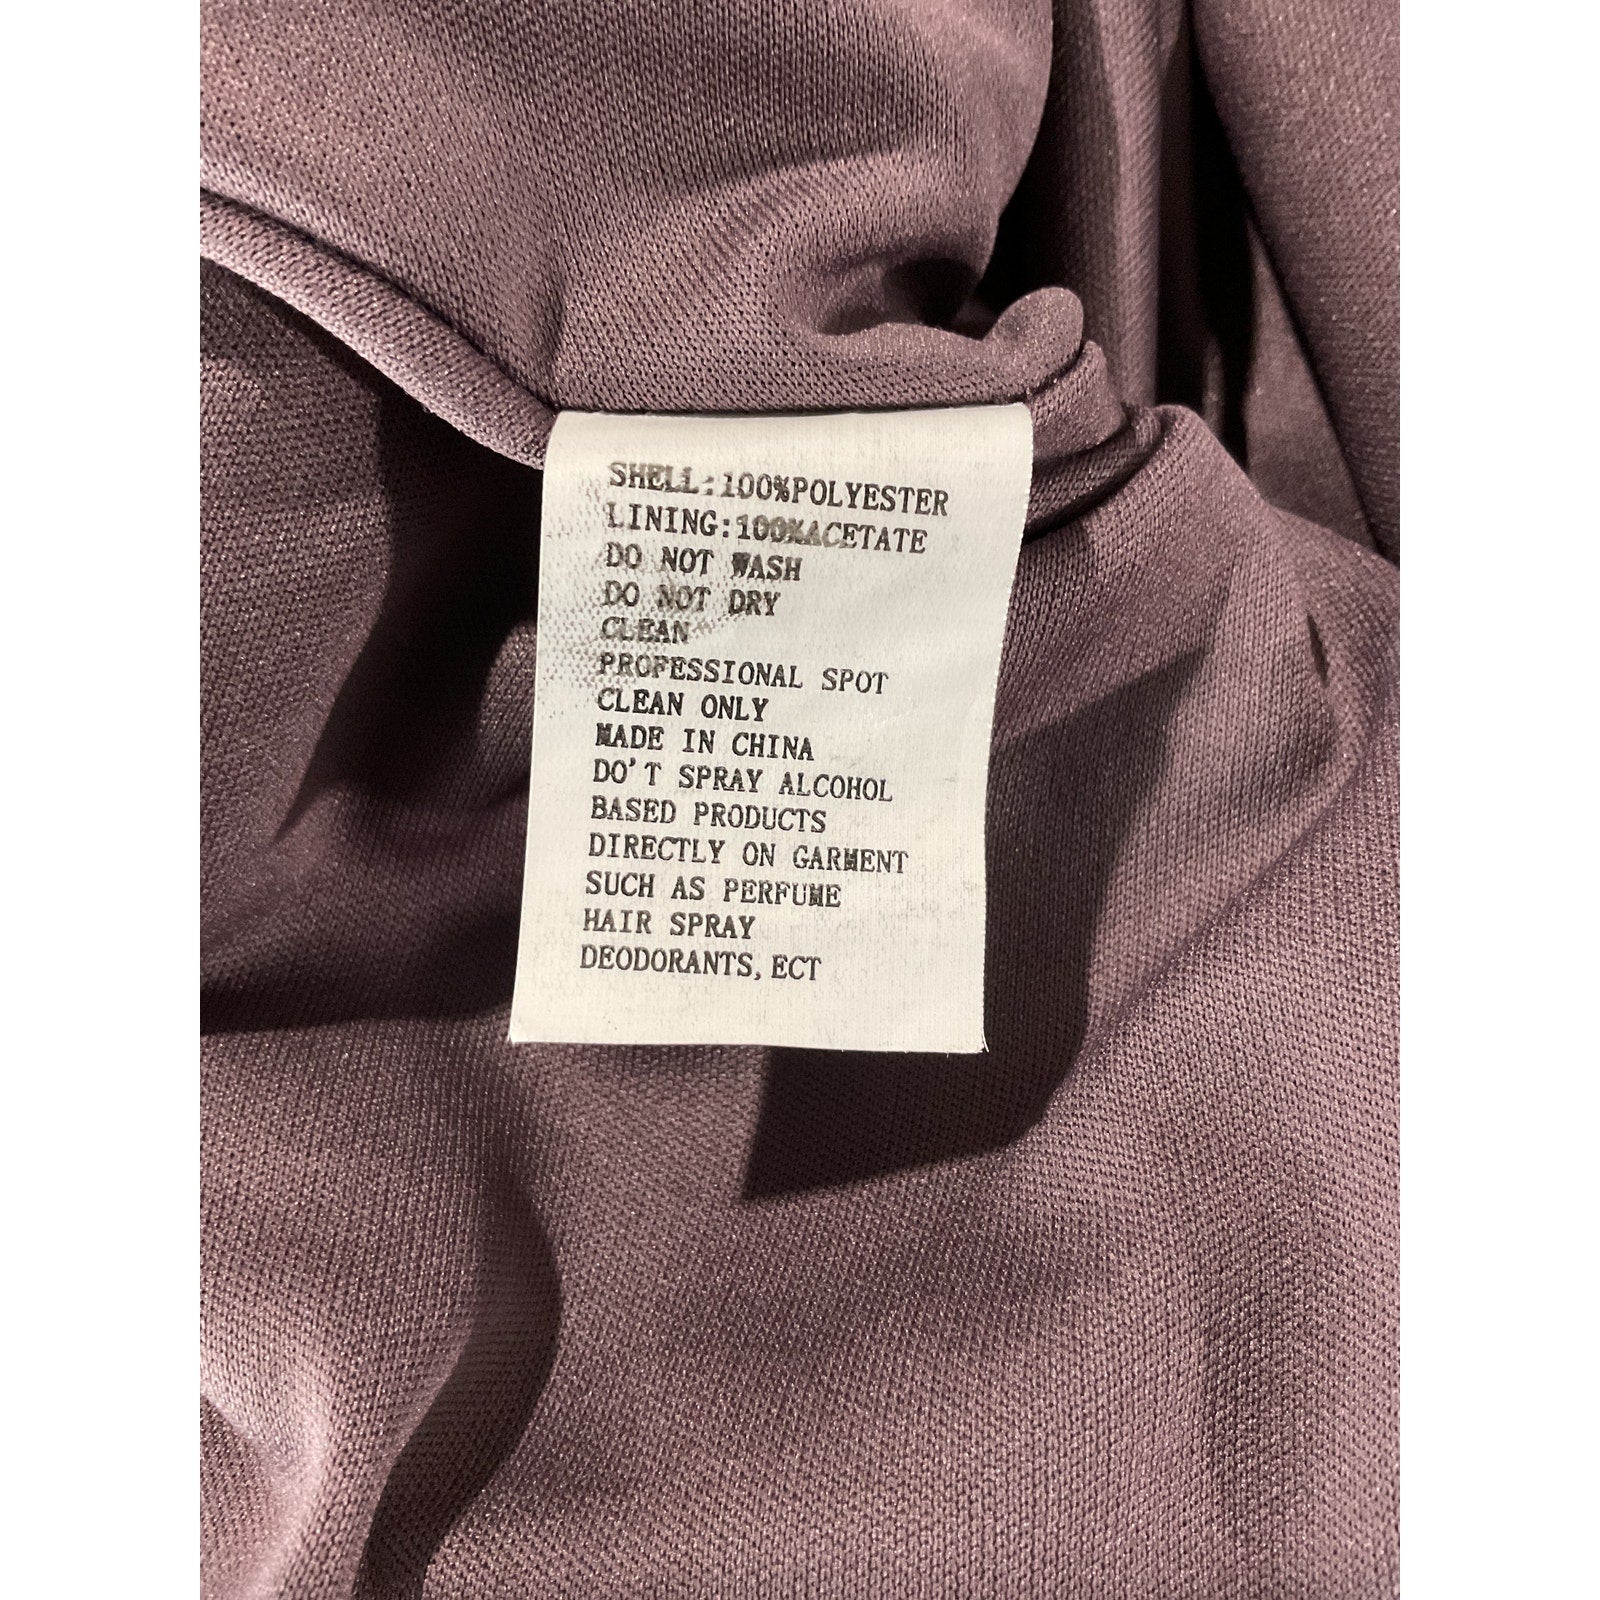 SHELL:100%POLYESTER
LINING:100%ACETATE
DO NOT WASH
DO NOT DRY
CLEAN
PROFESSIONAL SPOT
CLEAN ONLY
MADE IN CHINA
DO'T SPRAY ALCOHOL
BASED PRODUCTS
DIRECTLY ON GARMENT
SUCH AS PERFUME
HAIR SPRAY
DEODORANTS, ECT